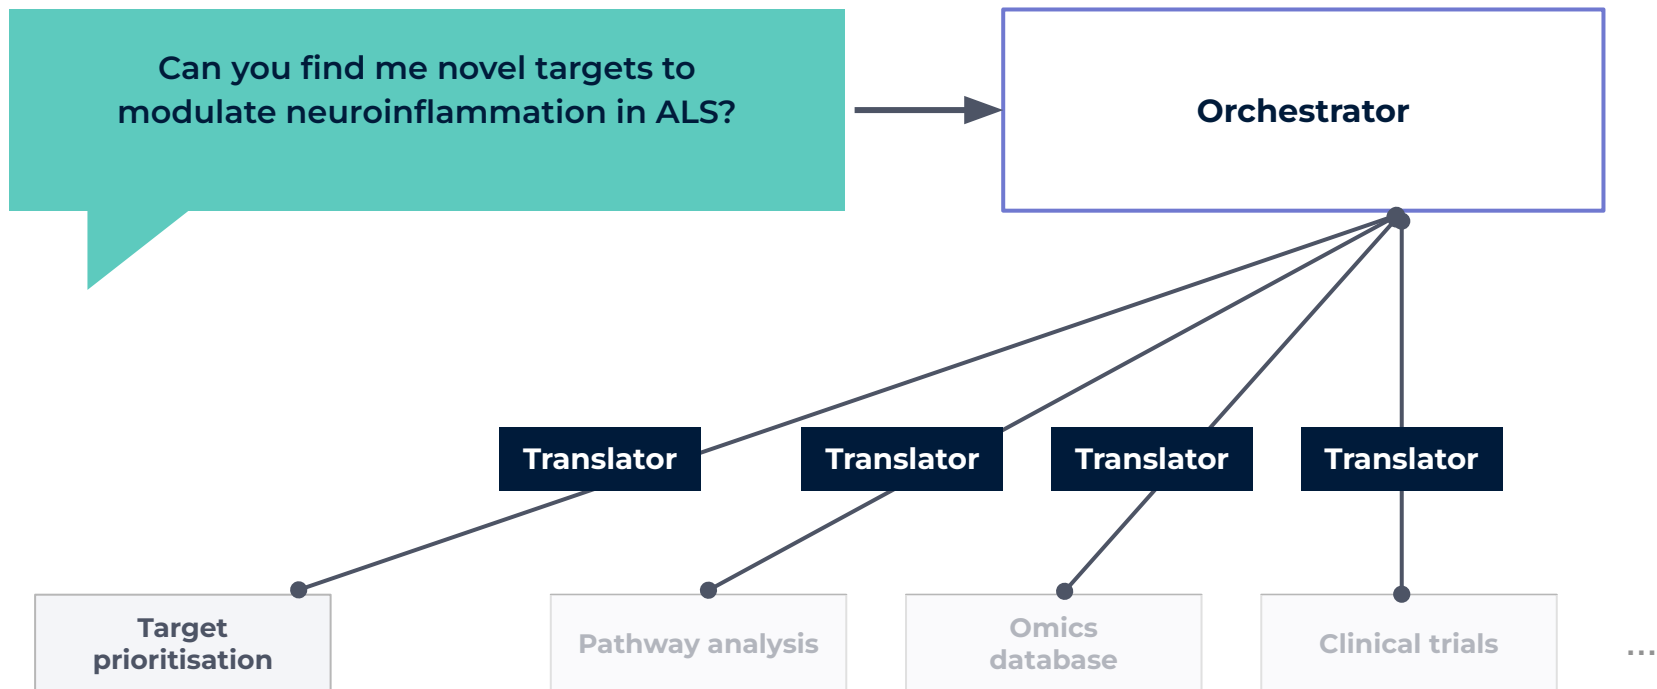 Can you find me novel targets to
modulate neuroinflammation in ALS?
Orchestrator
Translator
Translator
Translator
Translator
Target
prioritisation
Pathway analysis
Omics
database
Clinical trials
...